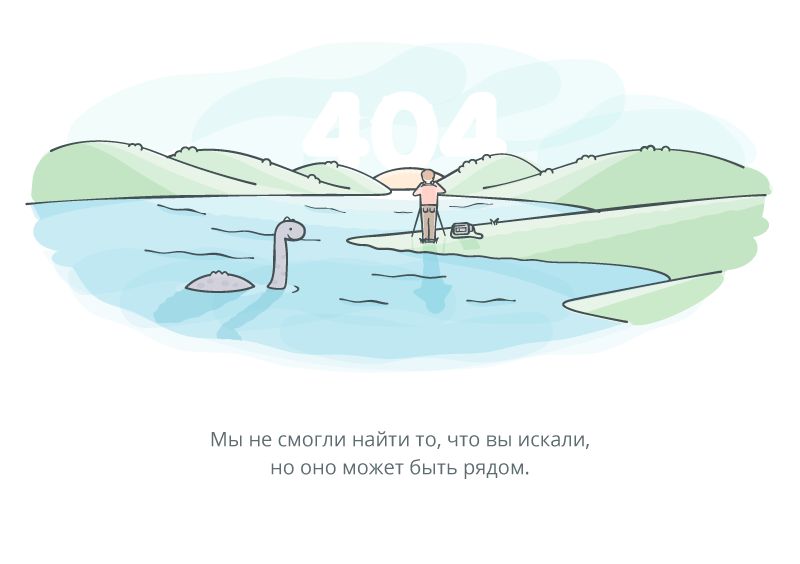 404
Мы не смогли найти то, что вы искали,
но оно может быть рядом.